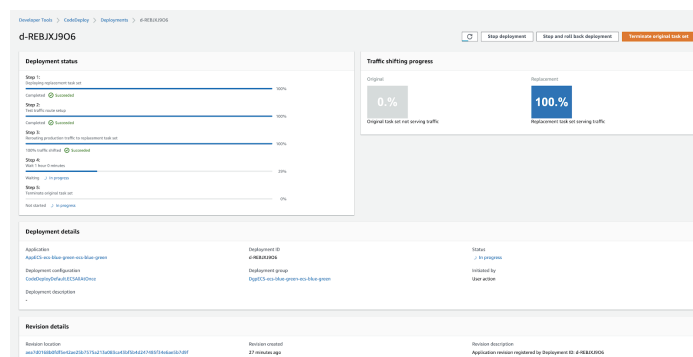 Developer Tools > CodeDeploy > Deployments > d-REBJXJ9O6
d-REBJXJ9O6
Stop deployment
Stop and roll back deployment
Terminate original task set
Deployment status
Step 1:
Deploying replacement task set
100%
Completed Succeeded
Step 2:
Test traffic route setup
100%
Completed Succeeded
Step 3:
Rerouting production traffic to replacement task set
100%
100% traffic shifted Succeeded
Step 4:
Wait 1 hour 0 minutes
25%
Waiting In progress
Step 5:
Terminate original task set
0%
Not started In progress
Traffic shifting progress
Original
Replacement
0.%
100.%
Original task set not serving traffic
Replacement task set serving traffic
Deployment details
Application
Deployment ID
Status
AppECS-ecs-blue-green-ecs-blue-green
d-REBJXJ9O6
In progress
Deployment configuration
Deployment group
Initiated by
CodeDeployDefault.ECSAllAtOnce
DgpECS-ecs-blue-green-ecs-blue-green
User action
Deployment description
-
Revision details
Revision location
Revision created
Revision description
27 minutes ago
Application revision registered by Deployment ID: d-REBJXJ9O6